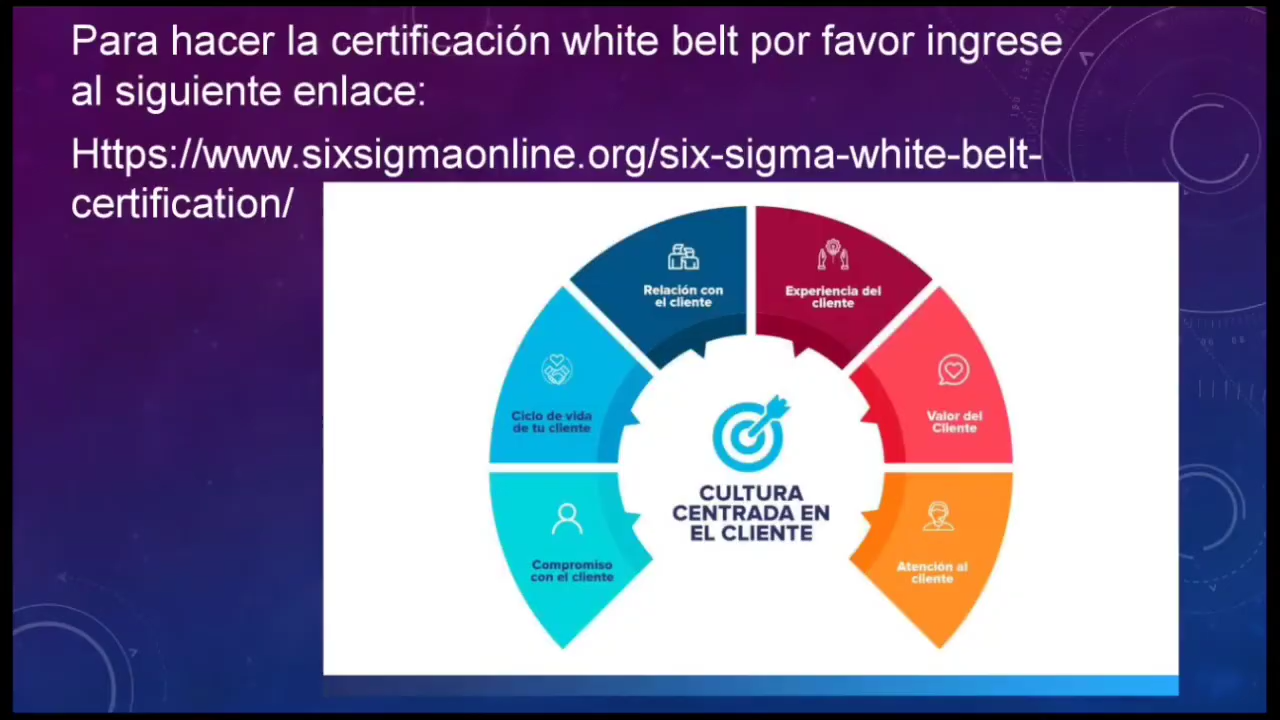 Para hacer la certificación white belt por favor ingrese
al siguiente enlace:
Https://www.sixsigmaonline.org/six-sigma-white-belt-
certification/
Relación con
el cliente
Experiencia del
cliente
Ciclo de vida
de tu cliente
Valor del
Cliente
CULTURA
CENTRADA EN
EL CLIENTE
Compromiso
con el cliente
Atención al
cliente